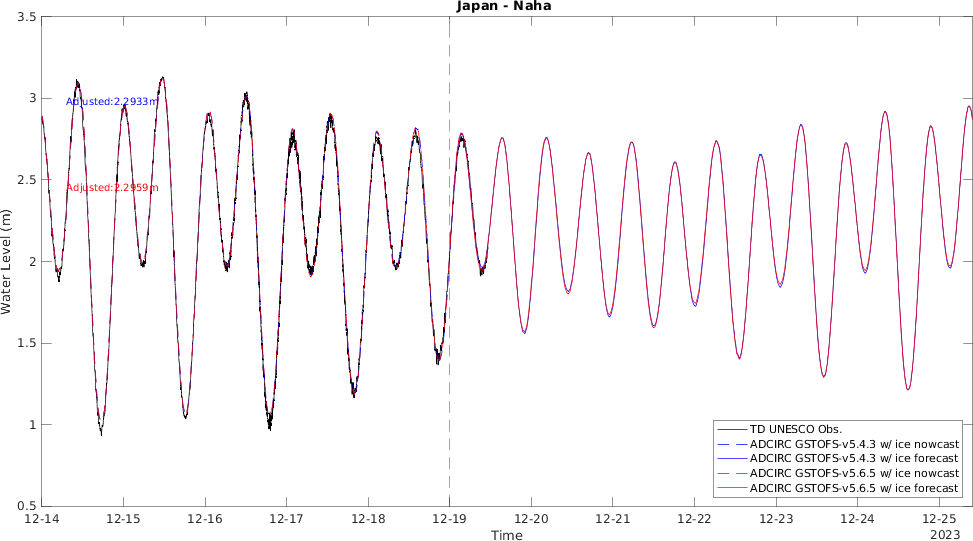 Japan - Naha
3.5
3
2.5
2
1.5
1
0.5
Water Level (m)
Adjusted:2.2933m
Adjusted:2.2959m
TD UNESCO Obs.
ADCIRC GSTOFS-v5.4.3 w/ ice nowcast
ADCIRC GSTOFS-v5.4.3 w/ ice forecast
ADCIRC GSTOFS-v5.6.5 w/ ice nowcast
ADCIRC GSTOFS-v5.6.5 w/ ice forecast
12-14 12-15 12-16 12-17 12-18 12-19 12-20 12-21 12-22 12-23 12-24 12-25
Time
2023